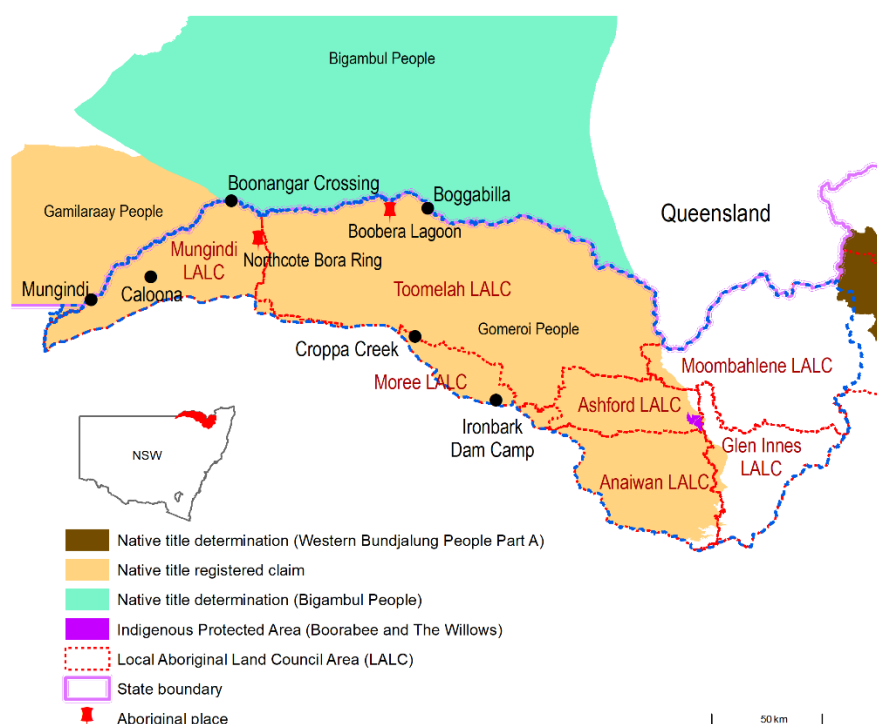 Bigambul People
Boonangar Crossing
Boggabilla
Gamilaraay People
Queensland
Boobera Lagoon
Mungindi
LALC
Northcote Bora Ring
Mungindi
Caloona
Toomelah LALC
Gomeroi People
Croppa Creek
Moree LALC
Moombahlene LALC
Ashford LALC
Ironbark
Dam Camp
Glen Innes
LALC
Anaiwan LALC
NSW
Native title determination (Western Bundjalung People Part A)
Native title registered claim
Native title determination (Bigambul People)
Indigenous Protected Area (Boorabee and The Willows)
Local Aboriginal Land Council Area (LALC)
State boundary
Aboriginal place
50 km